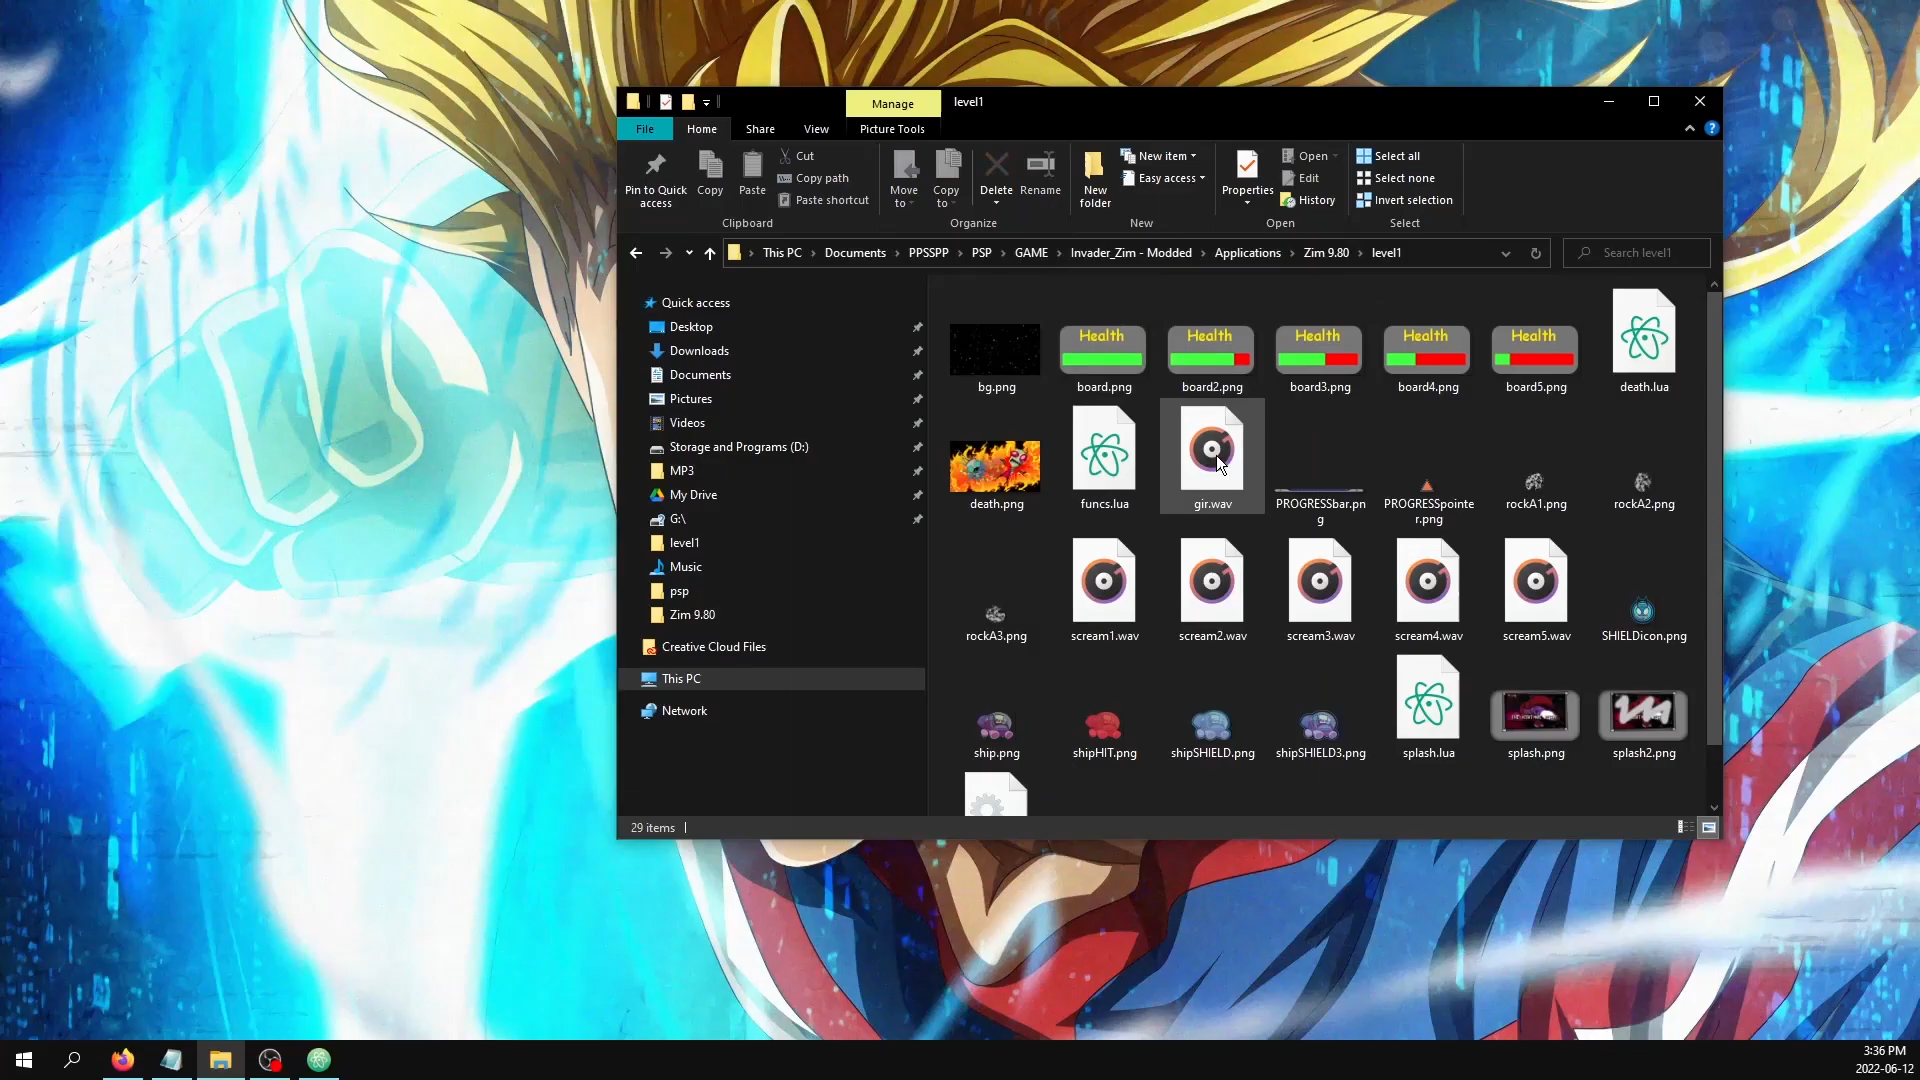 Manage
level1
File
Home
Share
View
Picture Tools
Pin to Quick access
Copy
Paste
Cut
Copy path
Paste shortcut
Clipboard
Move to
Copy to
Delete
Rename
Organize
New folder
New item
Easy access
New
Properties
Open
Edit
History
Open
Select all
Select none
Invert selection
Select
This PC
Documents
PPSSPP
PSP
GAME
Invader_Zim - Modded
Applications
Zim 9.80
level1
Search level1
Quick access
Desktop
Downloads
Documents
Pictures
Videos
Storage and Programs (D:)
MP3
My Drive
G:\
level1
Music
psp
Zim 9.80
Creative Cloud Files
This PC
Network
Health
Health
Health
Health
Health
bg.png
board.png
board2.png
board3.png
board4.png
board5.png
death.lua
death.png
funcs.lua
gir.wav
PROGRESSbar.png
PROGRESSpointer.png
rockA1.png
rockA2.png
rockA3.png
scream1.wav
scream2.wav
scream3.wav
scream4.wav
scream5.wav
SHIELDicon.png
ship.png
shipHIT.png
shipSHIELD.png
shipSHIELD3.png
splash.lua
splash.png
splash2.png
29 items
3:36 PM
2022-06-12